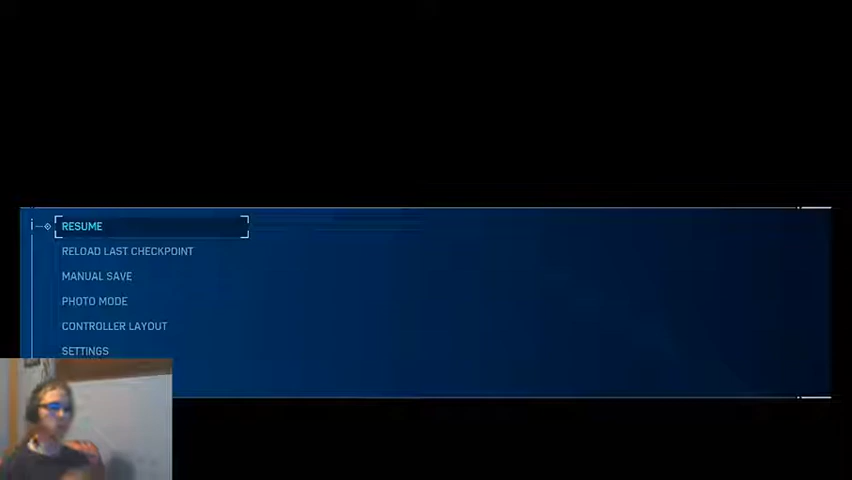 RESUME
RELOAD LAST CHECKPOINT
MANUAL SAVE
PHOTO MODE
CONTROLLER LAYOUT
SETTINGS